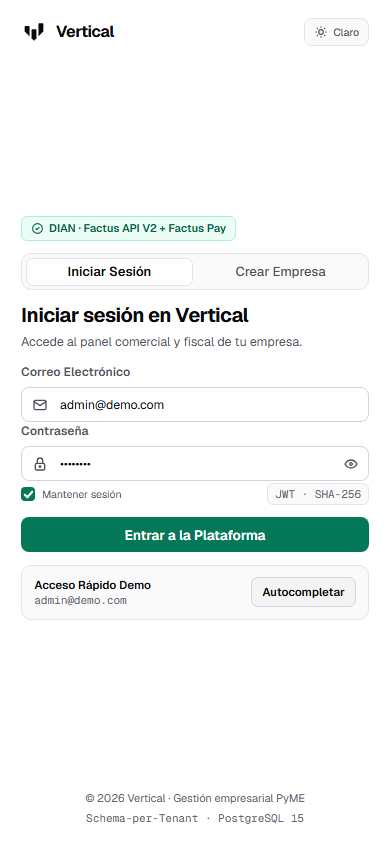 Vertical
Claro
DIAN · Factus API V2 + Factus Pay
Iniciar Sesión
Crear Empresa
Iniciar sesión en Vertical
Accede al panel comercial y fiscal de tu empresa.
Correo Electrónico
admin@demo.com
Contraseña
••••••••
Mantener sesión
JWT · SHA-256
Entrar a la Plataforma
Acceso Rápido Demo
admin@demo.com
Autocompletar
© 2026 Vertical · Gestión empresarial PyME
Schema-per-Tenant · PostgreSQL 15